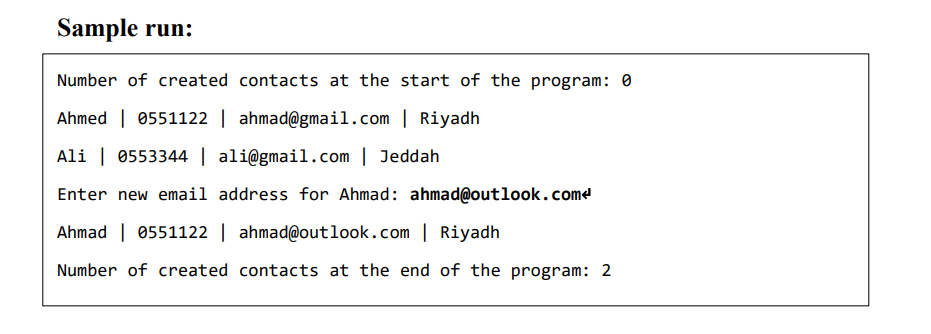 Sample run:
Number of created contacts at the start of the program: 0
Ahmed | 0551122 | ahmad@gmail.com | Riyadh
Ali | 0553344 | ali@gmail.com | Jeddah
Enter new email address for Ahmad: ahmad@outlook.com↵
Ahmad | 0551122 | ahmad@outlook.com | Riyadh
Number of created contacts at the end of the program: 2